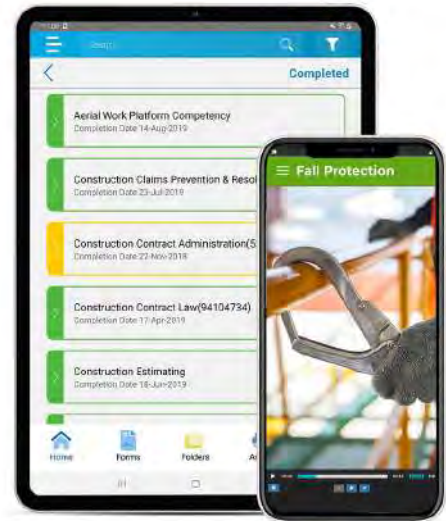 Completed
Aerial Work Platform Competency
Completion Date 14-Aug-2019
Construction Claims Prevention & Resol
Completion Date 23-Jul-2019
Construction Contract Administration(5
Completion Date 22-Nov-2018
Construction Contract Law(94104734)
Completion Date 17-Apr-2019
Construction Estimating
Completion Date 18-Jun-2019
Home
Forms
Folders
Fall Protection